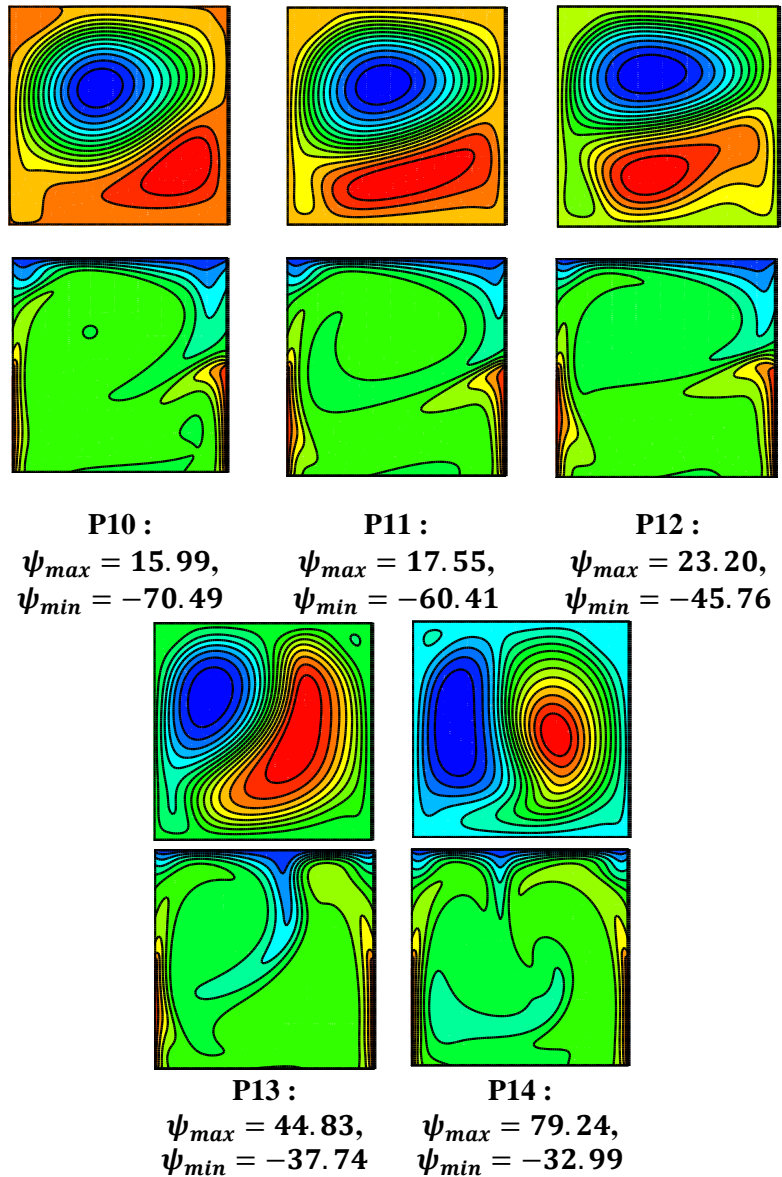 P10 :
ψmax = 15.99,
ψmin = −70.49
P11 :
ψmax = 17.55,
ψmin = −60.41
P12 :
ψmax = 23.20,
ψmin = −45.76
P13 :
ψmax = 44.83,
ψmin = −37.74
P14 :
ψmax = 79.24,
ψmin = −32.99